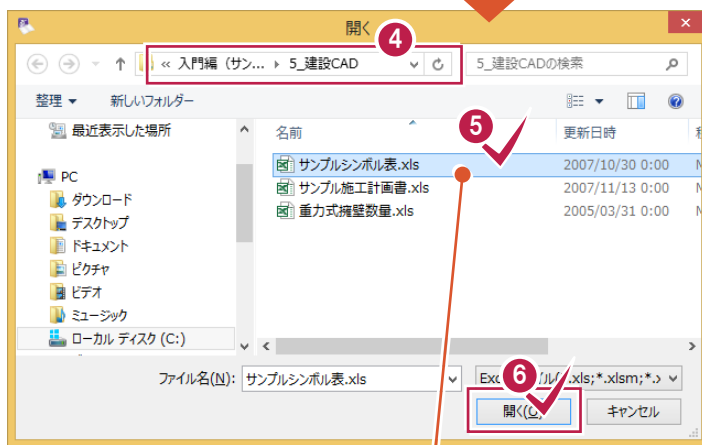 開く
4
« 入門編（サン... 5_建設CAD
5_建設CADの検索
整理 新しいフォルダー
最近表示した場所
PC
ダウンロード
デスクトップ
ドキュメント
ピクチャ
ビデオ
ミュージック
ローカル ディスク (C:)
名前 5 更新日時
サンプルシンボル表.xls 2007/10/30 0:00
サンプル施工計画書.xls 2007/11/13 0:00
重力式擁壁数量.xls 2005/03/31 0:00
ファイル名(N): サンプルシンボル表.xls
6
開く(O) キャンセル